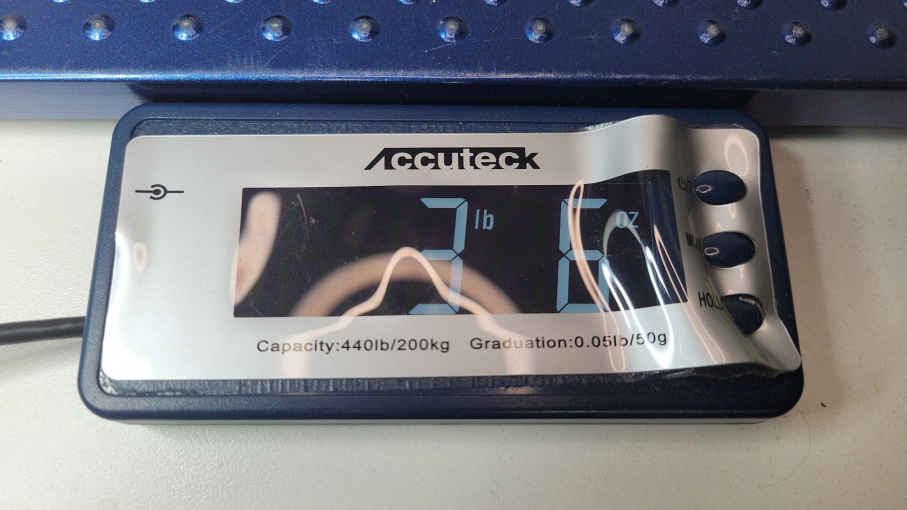 Accuteck
3 lb 6 oz
Capacity:440lb/200kg Graduation:0.05lb/50g